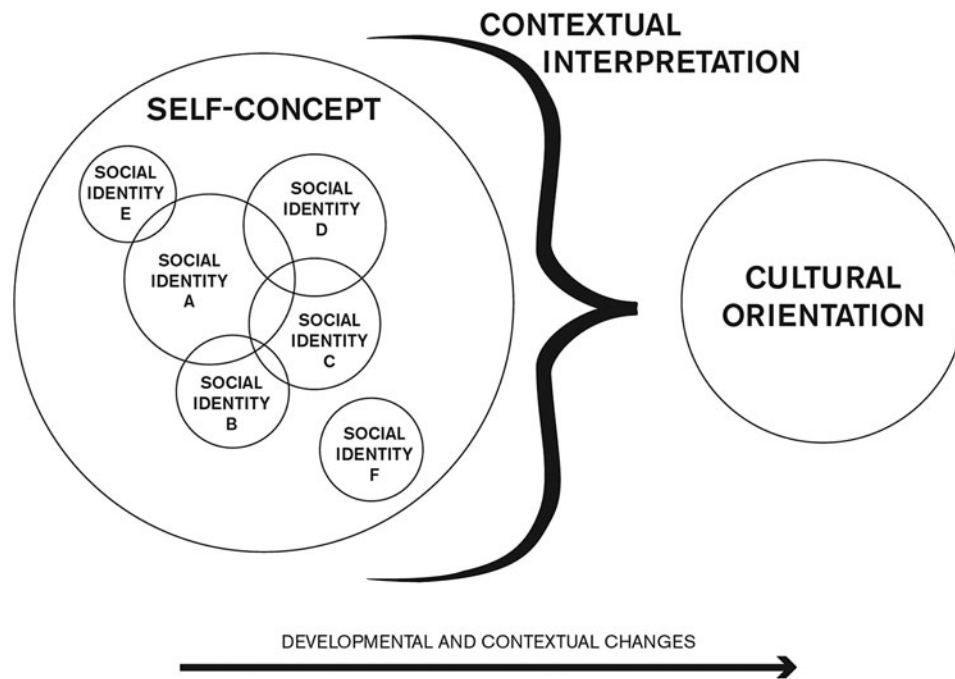 CONTEXTUAL
INTERPRETATION
SELF-CONCEPT
SOCIAL
IDENTITY
E
SOCIAL
IDENTITY
D
SOCIAL
IDENTITY
A
SOCIAL
IDENTITY
C
SOCIAL
IDENTITY
B
SOCIAL
IDENTITY
F
CULTURAL
ORIENTATION
DEVELOPMENTAL AND CONTEXTUAL CHANGES